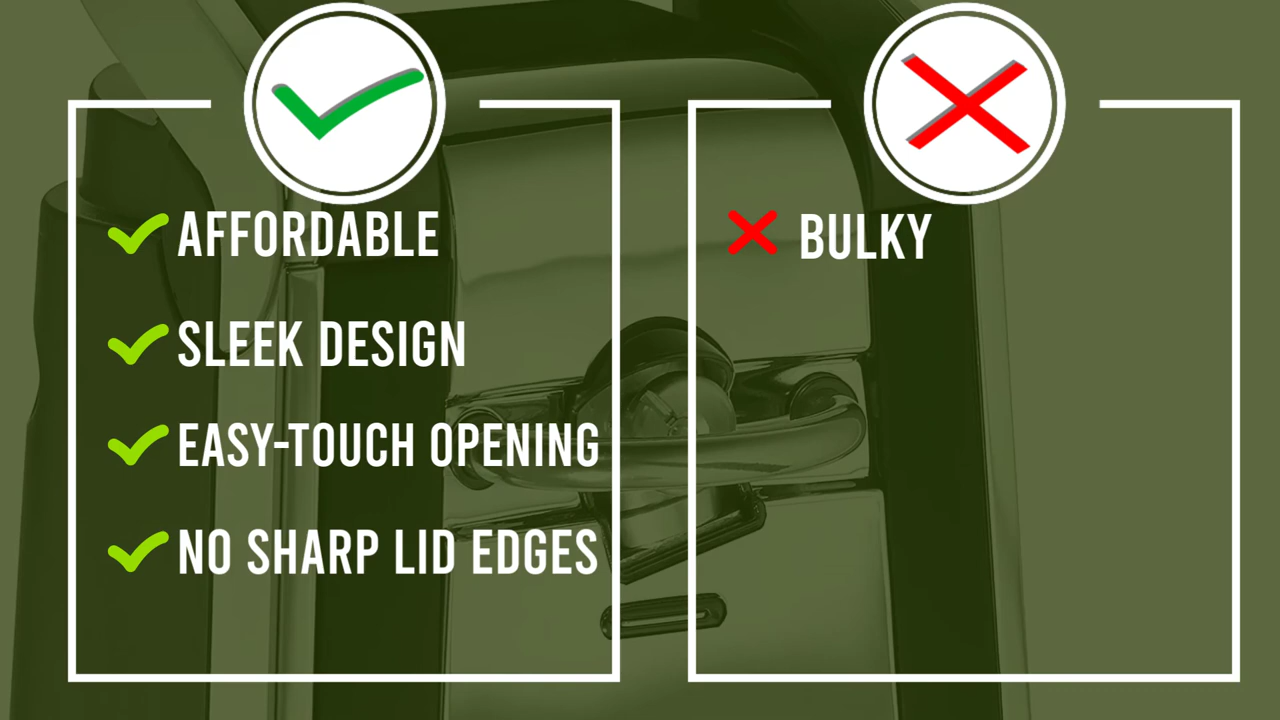 AFFORDABLE
SLEEK DESIGN
EASY-TOUCH OPENING
NO SHARP LID EDGES
BULKY